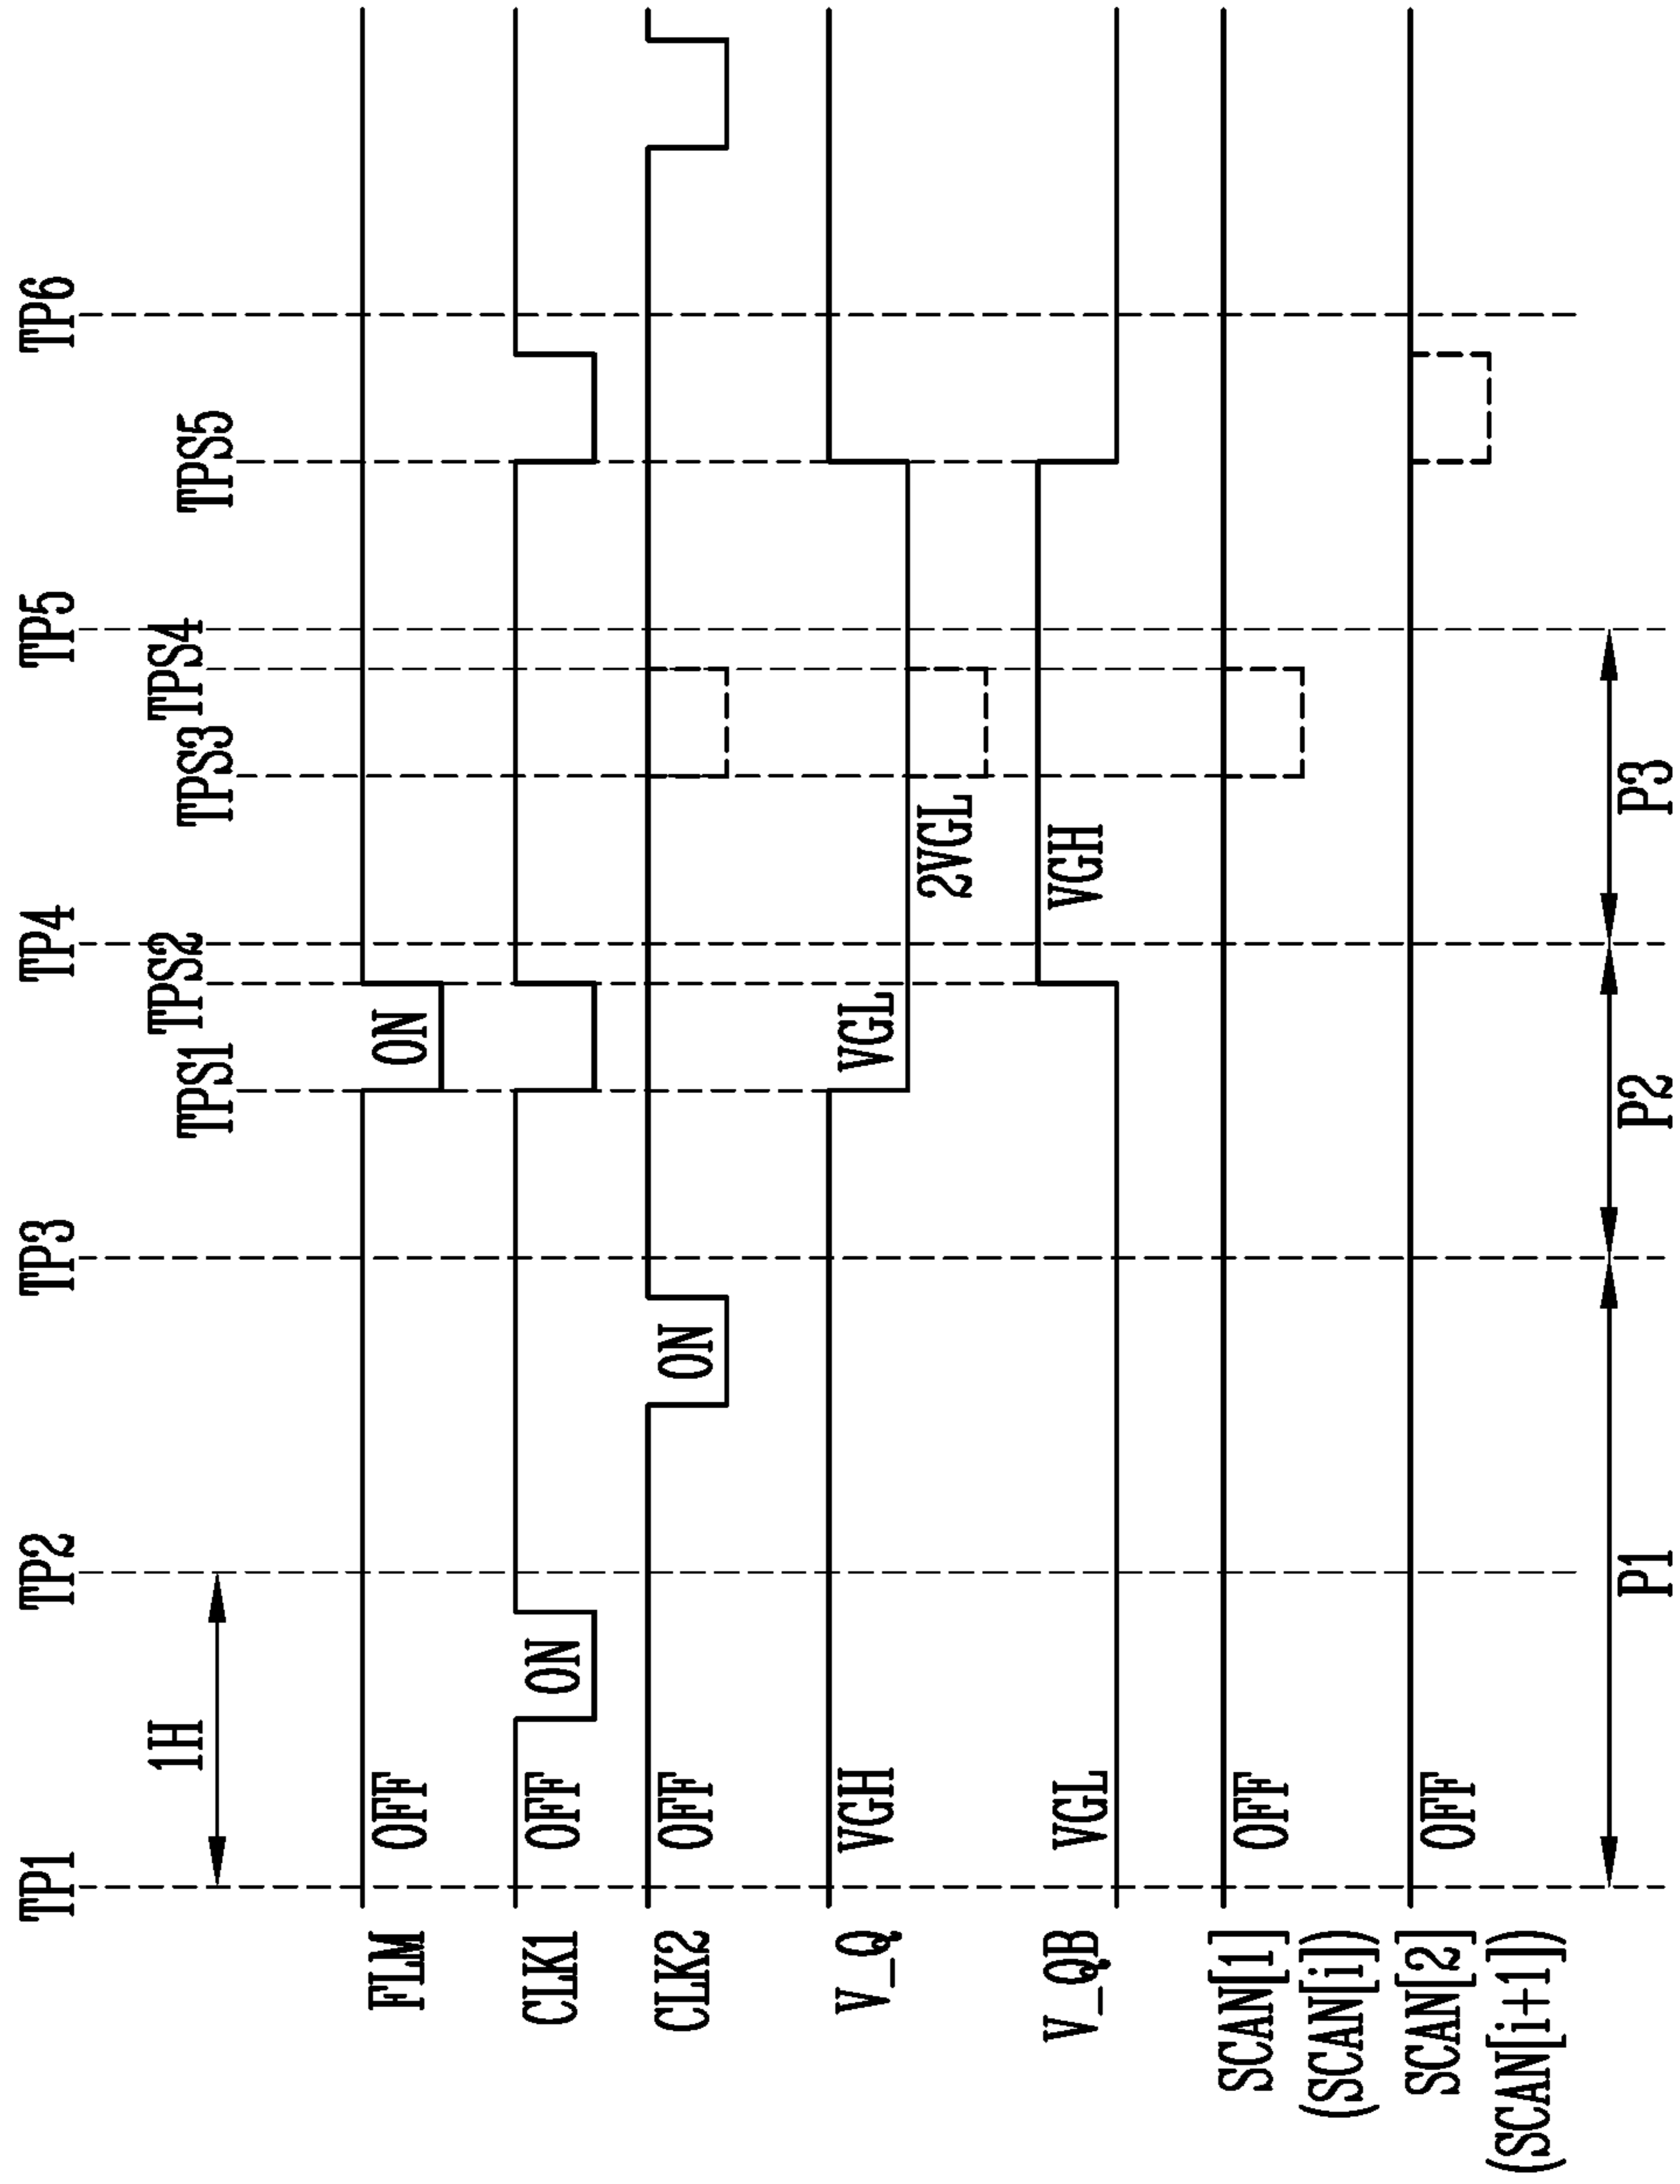 TP1 TP2 TP3 TP4 TP5 TP6
1H TPS2 TPS4
TPS1 TPS3 TPS5
FLM OFF ON
CLK1 OFF ON
CLK2 OFF ON
V_Q VGH VGL
2VGL
V_QB VGL VGH
SCAN[1] OFF
(SCAN[i])
SCAN[2] OFF
(SCAN[i+1])
P1 P2 P3